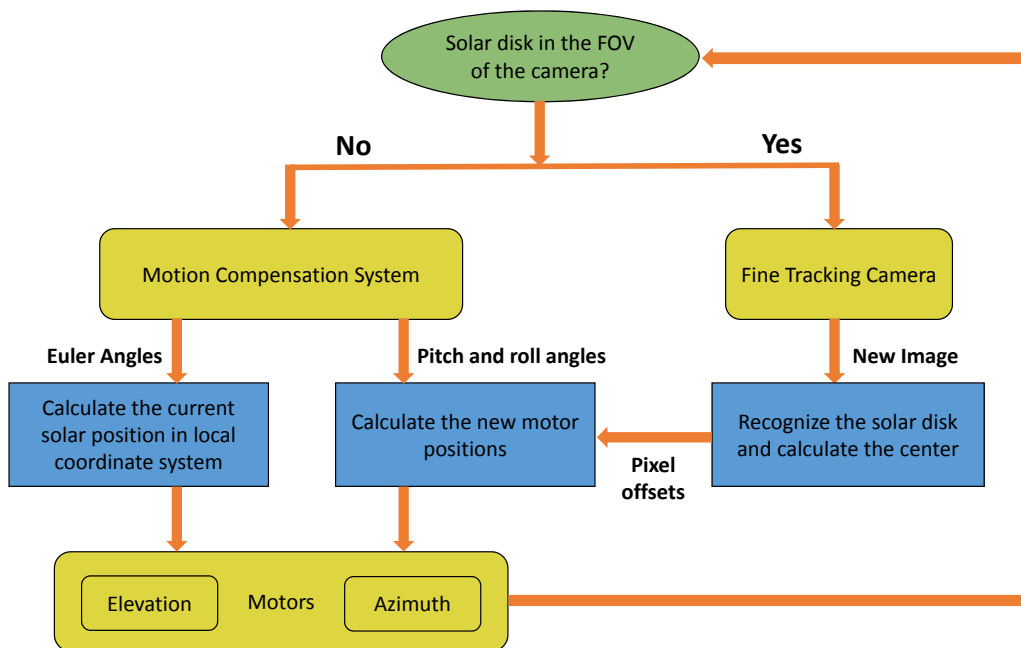 Solar disk in the FOV
of the camera?
No
Yes
Motion Compensation System
Fine Tracking Camera
Euler Angles
Pitch and roll angles
New Image
Calculate the current
solar position in local
coordinate system
Calculate the new motor
positions
Recognize the solar disk
and calculate the center
Pixel
offsets
Elevation
Motors
Azimuth